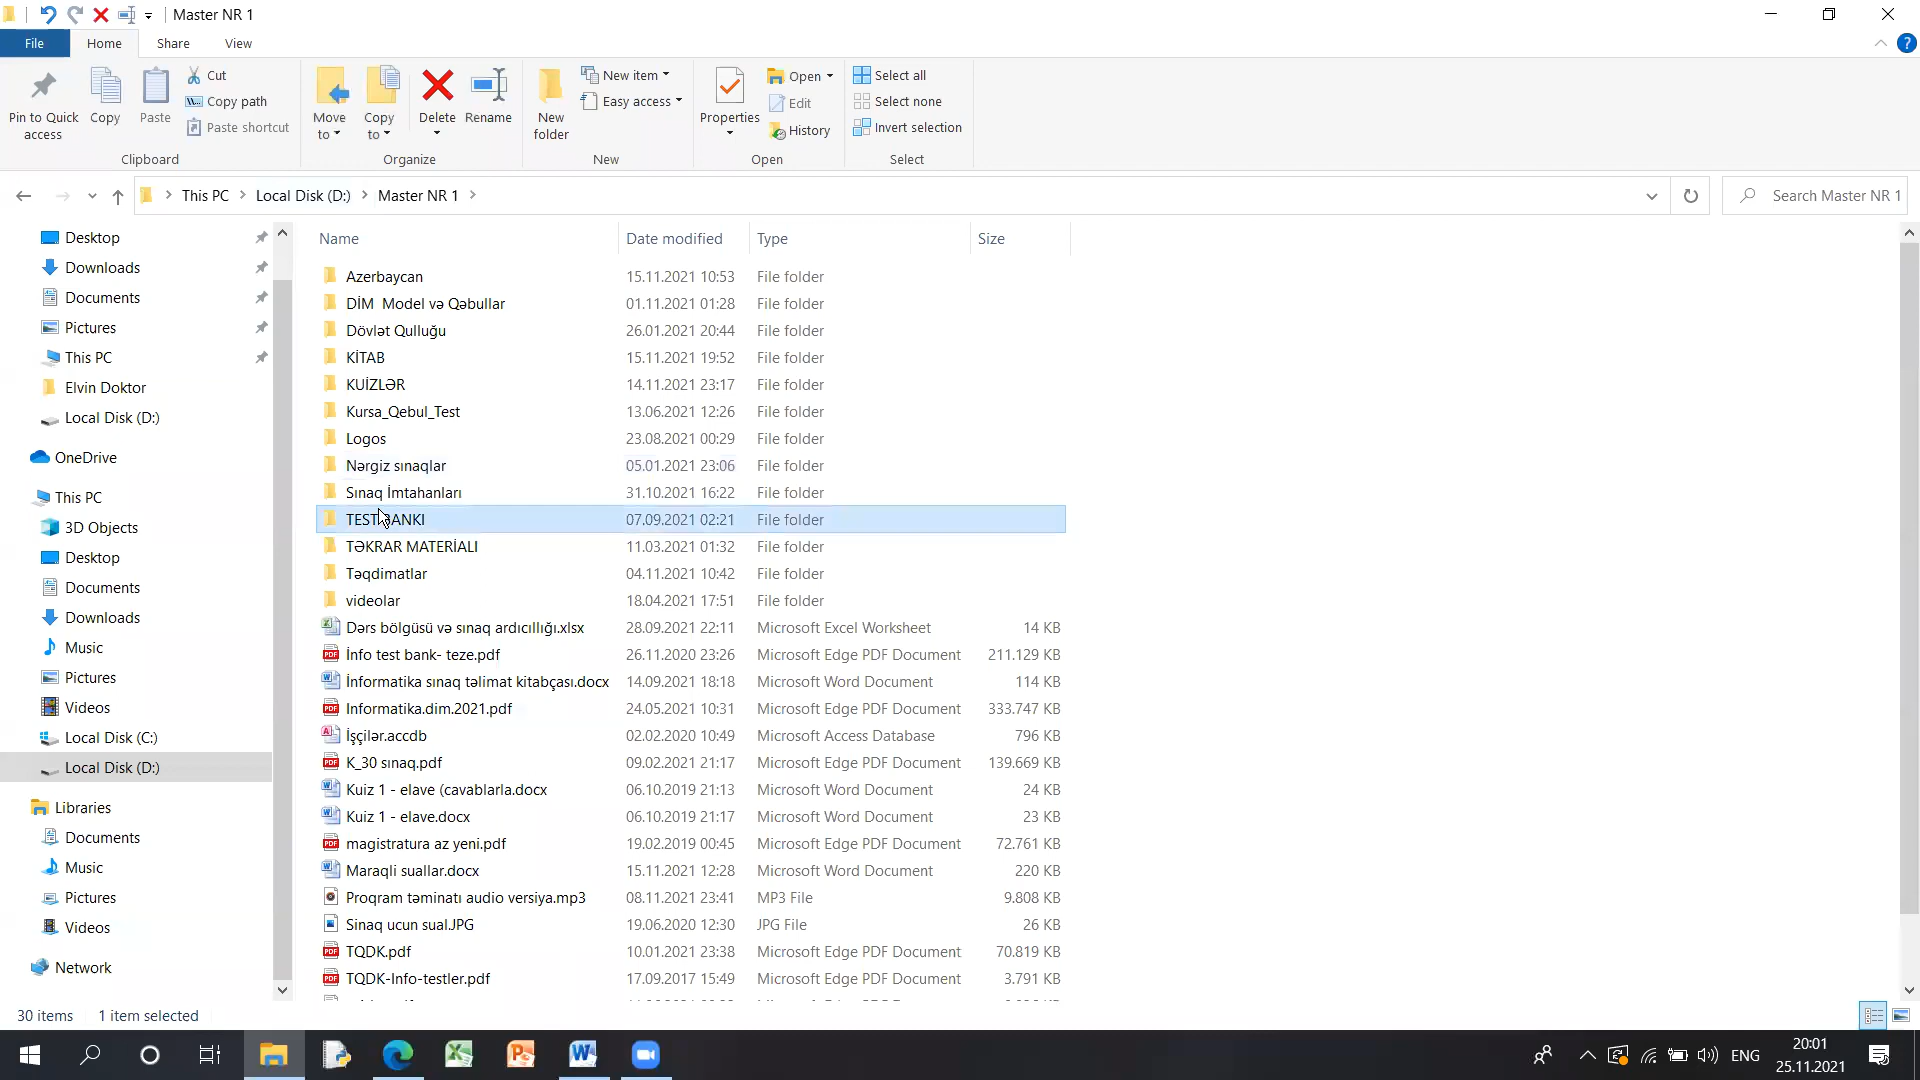 Master NR 1
File Home Share View
Pin to Quick access
Copy
Paste
Cut
Copy path
Paste shortcut
Clipboard
Move to
Copy to
Delete
Rename
Organize
New folder
New item
Easy access
New
Properties
Open
Edit
History
Open
Select all
Select none
Invert selection
Select
This PC Local Disk (D:) Master NR 1
Search Master NR 1
Desktop
Downloads
Documents
Pictures
This PC
Elvin Doktor
Local Disk (D:)
OneDrive
This PC
3D Objects
Desktop
Documents
Downloads
Music
Pictures
Videos
Local Disk (C:)
Local Disk (D:)
Libraries
Documents
Music
Pictures
Videos
Network
Name Date modified Type Size
Azerbaycan 15.11.2021 10:53 File folder
DİM  Model və Qəbullar 01.11.2021 01:28 File folder
Dövlət Qulluğu 26.01.2021 20:44 File folder
KİTAB 15.11.2021 19:52 File folder
KUİZLƏR 14.11.2021 23:17 File folder
Kursa_Qebul_Test 13.06.2021 12:26 File folder
Logos 23.08.2021 00:29 File folder
Nərgiz sınaqlar 05.01.2021 23:06 File folder
Sınaq İmtahanları 31.10.2021 16:22 File folder
TEST BANKI 07.09.2021 02:21 File folder
TƏKRAR MATERİALI 11.03.2021 01:32 File folder
Təqdimatlar 04.11.2021 10:42 File folder
videolar 18.04.2021 17:51 File folder
Dərs bölgüsü və sınaq ardıcıllığı.xlsx 28.09.2021 22:11 Microsoft Excel Worksheet 14 KB
İnfo test bank- teze.pdf 26.11.2020 23:26 Microsoft Edge PDF Document 211.129 KB
İnformatika sınaq təlimat kitabçası.docx 14.09.2021 18:18 Microsoft Word Document 114 KB
Informatika.dim.2021.pdf 24.05.2021 10:31 Microsoft Edge PDF Document 333.747 KB
İşçilər.accdb 02.02.2020 10:49 Microsoft Access Database 796 KB
K_30 sınaq.pdf 09.02.2021 21:17 Microsoft Edge PDF Document 139.669 KB
Kuiz 1 - elave (cavablarla.docx 06.10.2019 21:13 Microsoft Word Document 24 KB
Kuiz 1 - elave.docx 06.10.2019 21:17 Microsoft Word Document 23 KB
magistratura az yeni.pdf 19.02.2019 00:45 Microsoft Edge PDF Document 72.761 KB
Maraqli suallar.docx 15.11.2021 12:28 Microsoft Word Document 220 KB
Proqram təminatı audio versiya.mp3 08.11.2021 23:41 MP3 File 9.808 KB
Sinaq ucun sual.JPG 19.06.2020 12:30 JPG File 26 KB
TQDK.pdf 10.01.2021 23:38 Microsoft Edge PDF Document 70.819 KB
TQDK-Info-testler.pdf 17.09.2017 15:49 Microsoft Edge PDF Document 3.791 KB
30 items 1 item selected
ENG
20:01
25.11.2021